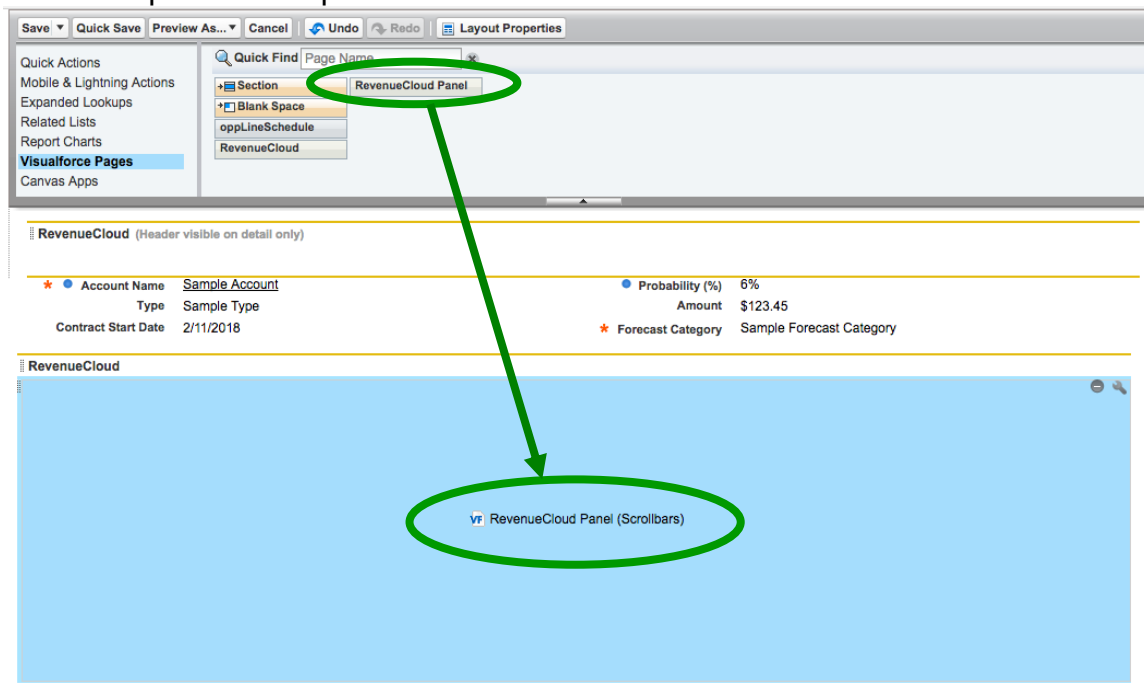 Save Quick Save Preview As... Cancel Undo Redo Layout Properties
Quick Actions
Mobile & Lightning Actions
Expanded Lookups
Related Lists
Report Charts
Visualforce Pages
Canvas Apps
Quick Find Page Name
Section RevenueCloud Panel
Blank Space
oppLineSchedule
RevenueCloud
RevenueCloud (Header visible on detail only)
* Account Name Sample Account Probability (%) 6%
Type Sample Type Amount $123.45
Contract Start Date 2/11/2018 * Forecast Category Sample Forecast Category
RevenueCloud
VF RevenueCloud Panel (Scrollbars)